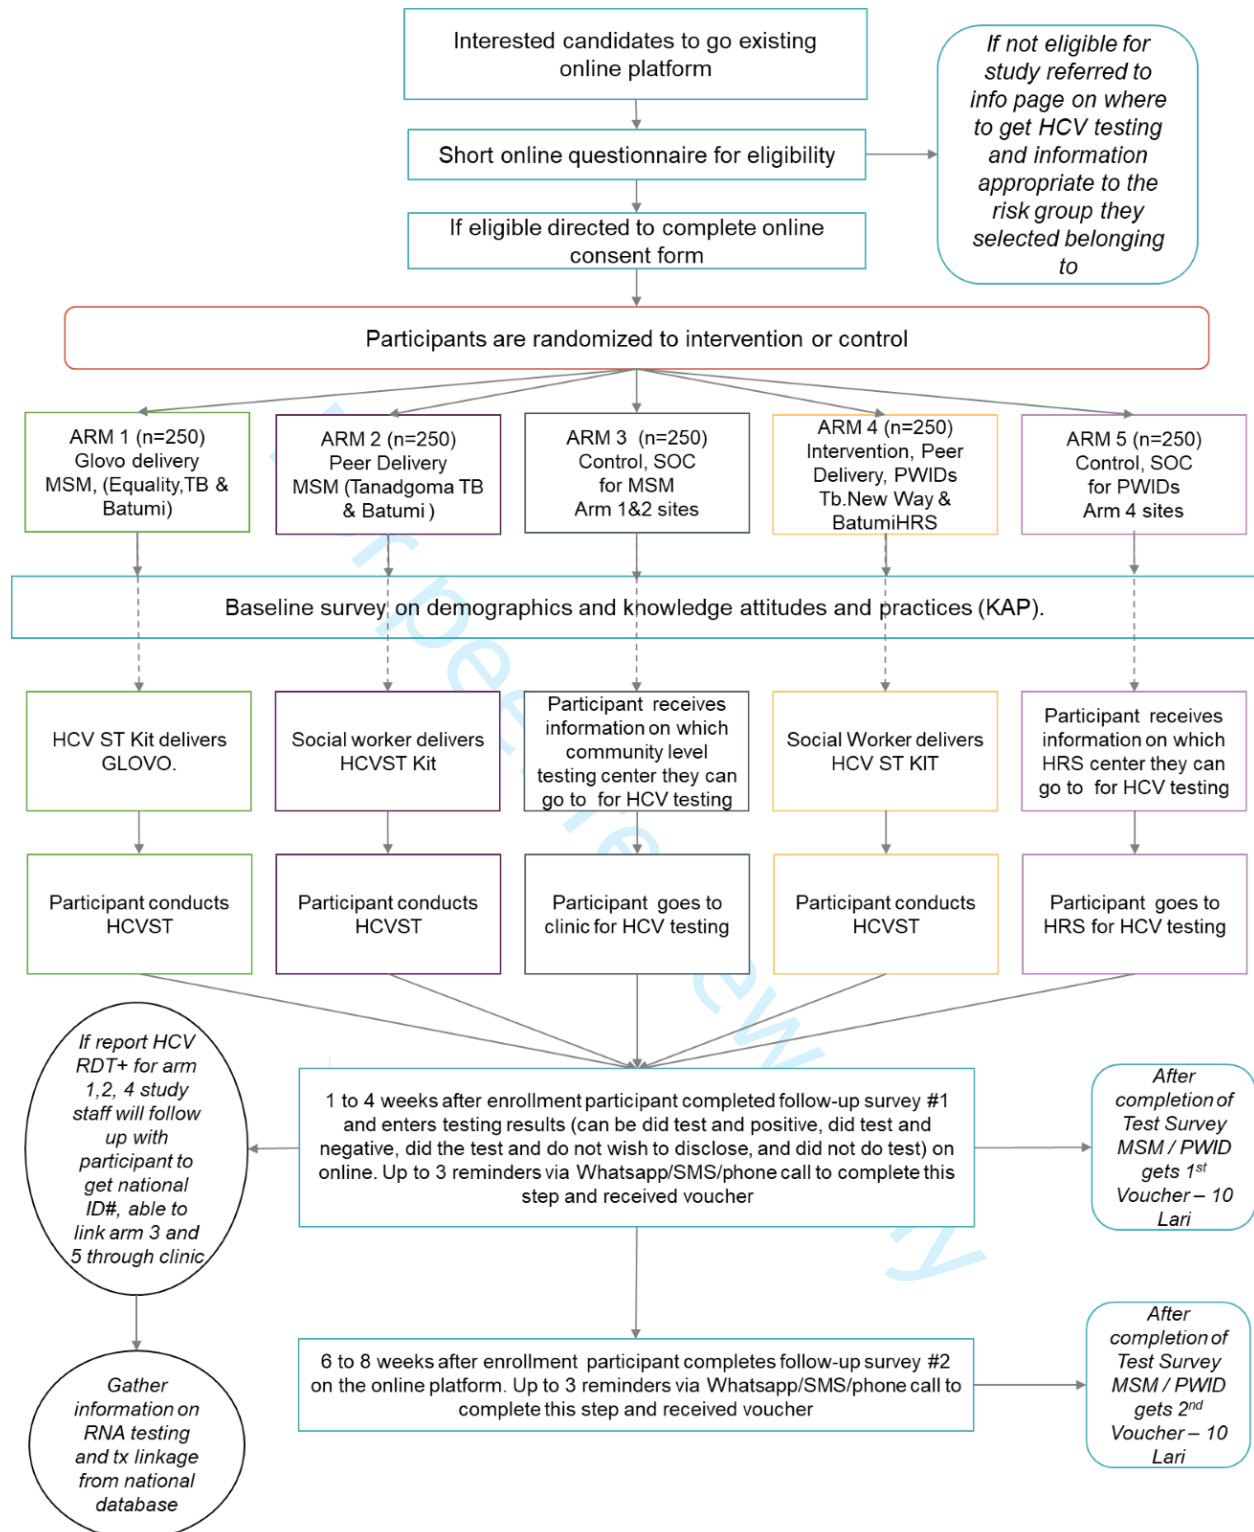 Interested candidates to go existing
online platform
If not eligible for
study referred to
info page on where
to get HCV testing
and information
appropriate to the
risk group they
selected belonging
to
Short online questionnaire for eligibility
If eligible directed to complete online
consent form
Participants are randomized to intervention or control
ARM 1 (n=250)
Glovo delivery
MSM, (Equality,TB &
Batumi)
ARM 2 (n=250)
Peer Delivery
MSM (Tanadgoma TB
& Batumi )
ARM 3 (n=250)
Control, SOC
for MSM
Arm 1&2 sites
ARM 4 (n=250)
Intervention, Peer
Delivery, PWIDs
Tb.New Way &
BatumiHRS
ARM 5 (n=250)
Control, SOC
for PWIDs
Arm 4 sites
Baseline survey on demographics and knowledge attitudes and practices (KAP).
HCV ST Kit delivers
GLOVO.
Social worker delivers
HCVST Kit
Participant receives
information on which
community level
testing center they can
go to for HCV testing
Social Worker delivers
HCV ST KIT
Participant receives
information on which
HRS center they can
go to for HCV testing
Participant conducts
HCVST
Participant conducts
HCVST
Participant goes to
clinic for HCV testing
Participant conducts
HCVST
Participant goes to
HRS for HCV testing
If report HCV
RDT+ for arm
1,2, 4 study
staff will follow
up with
participant to
get national
ID#, able to
link arm 3 and
5 through clinic
1 to 4 weeks after enrollment participant completed follow-up survey #1
and enters testing results (can be did test and positive, did test and
negative, did the test and do not wish to disclose, and did not do test) on
online. Up to 3 reminders via Whatsapp/SMS/phone call to complete this
step and received voucher
After
completion of
Test Survey
MSM / PWID
gets 1st
Voucher – 10
Lari
6 to 8 weeks after enrollment participant completes follow-up survey #2
on the online platform. Up to 3 reminders via Whatsapp/SMS/phone call to
complete this step and received voucher
After
completion of
Test Survey
MSM / PWID
gets 2nd
Voucher – 10
Lari
Gather
information on
RNA testing
and tx linkage
from national
database